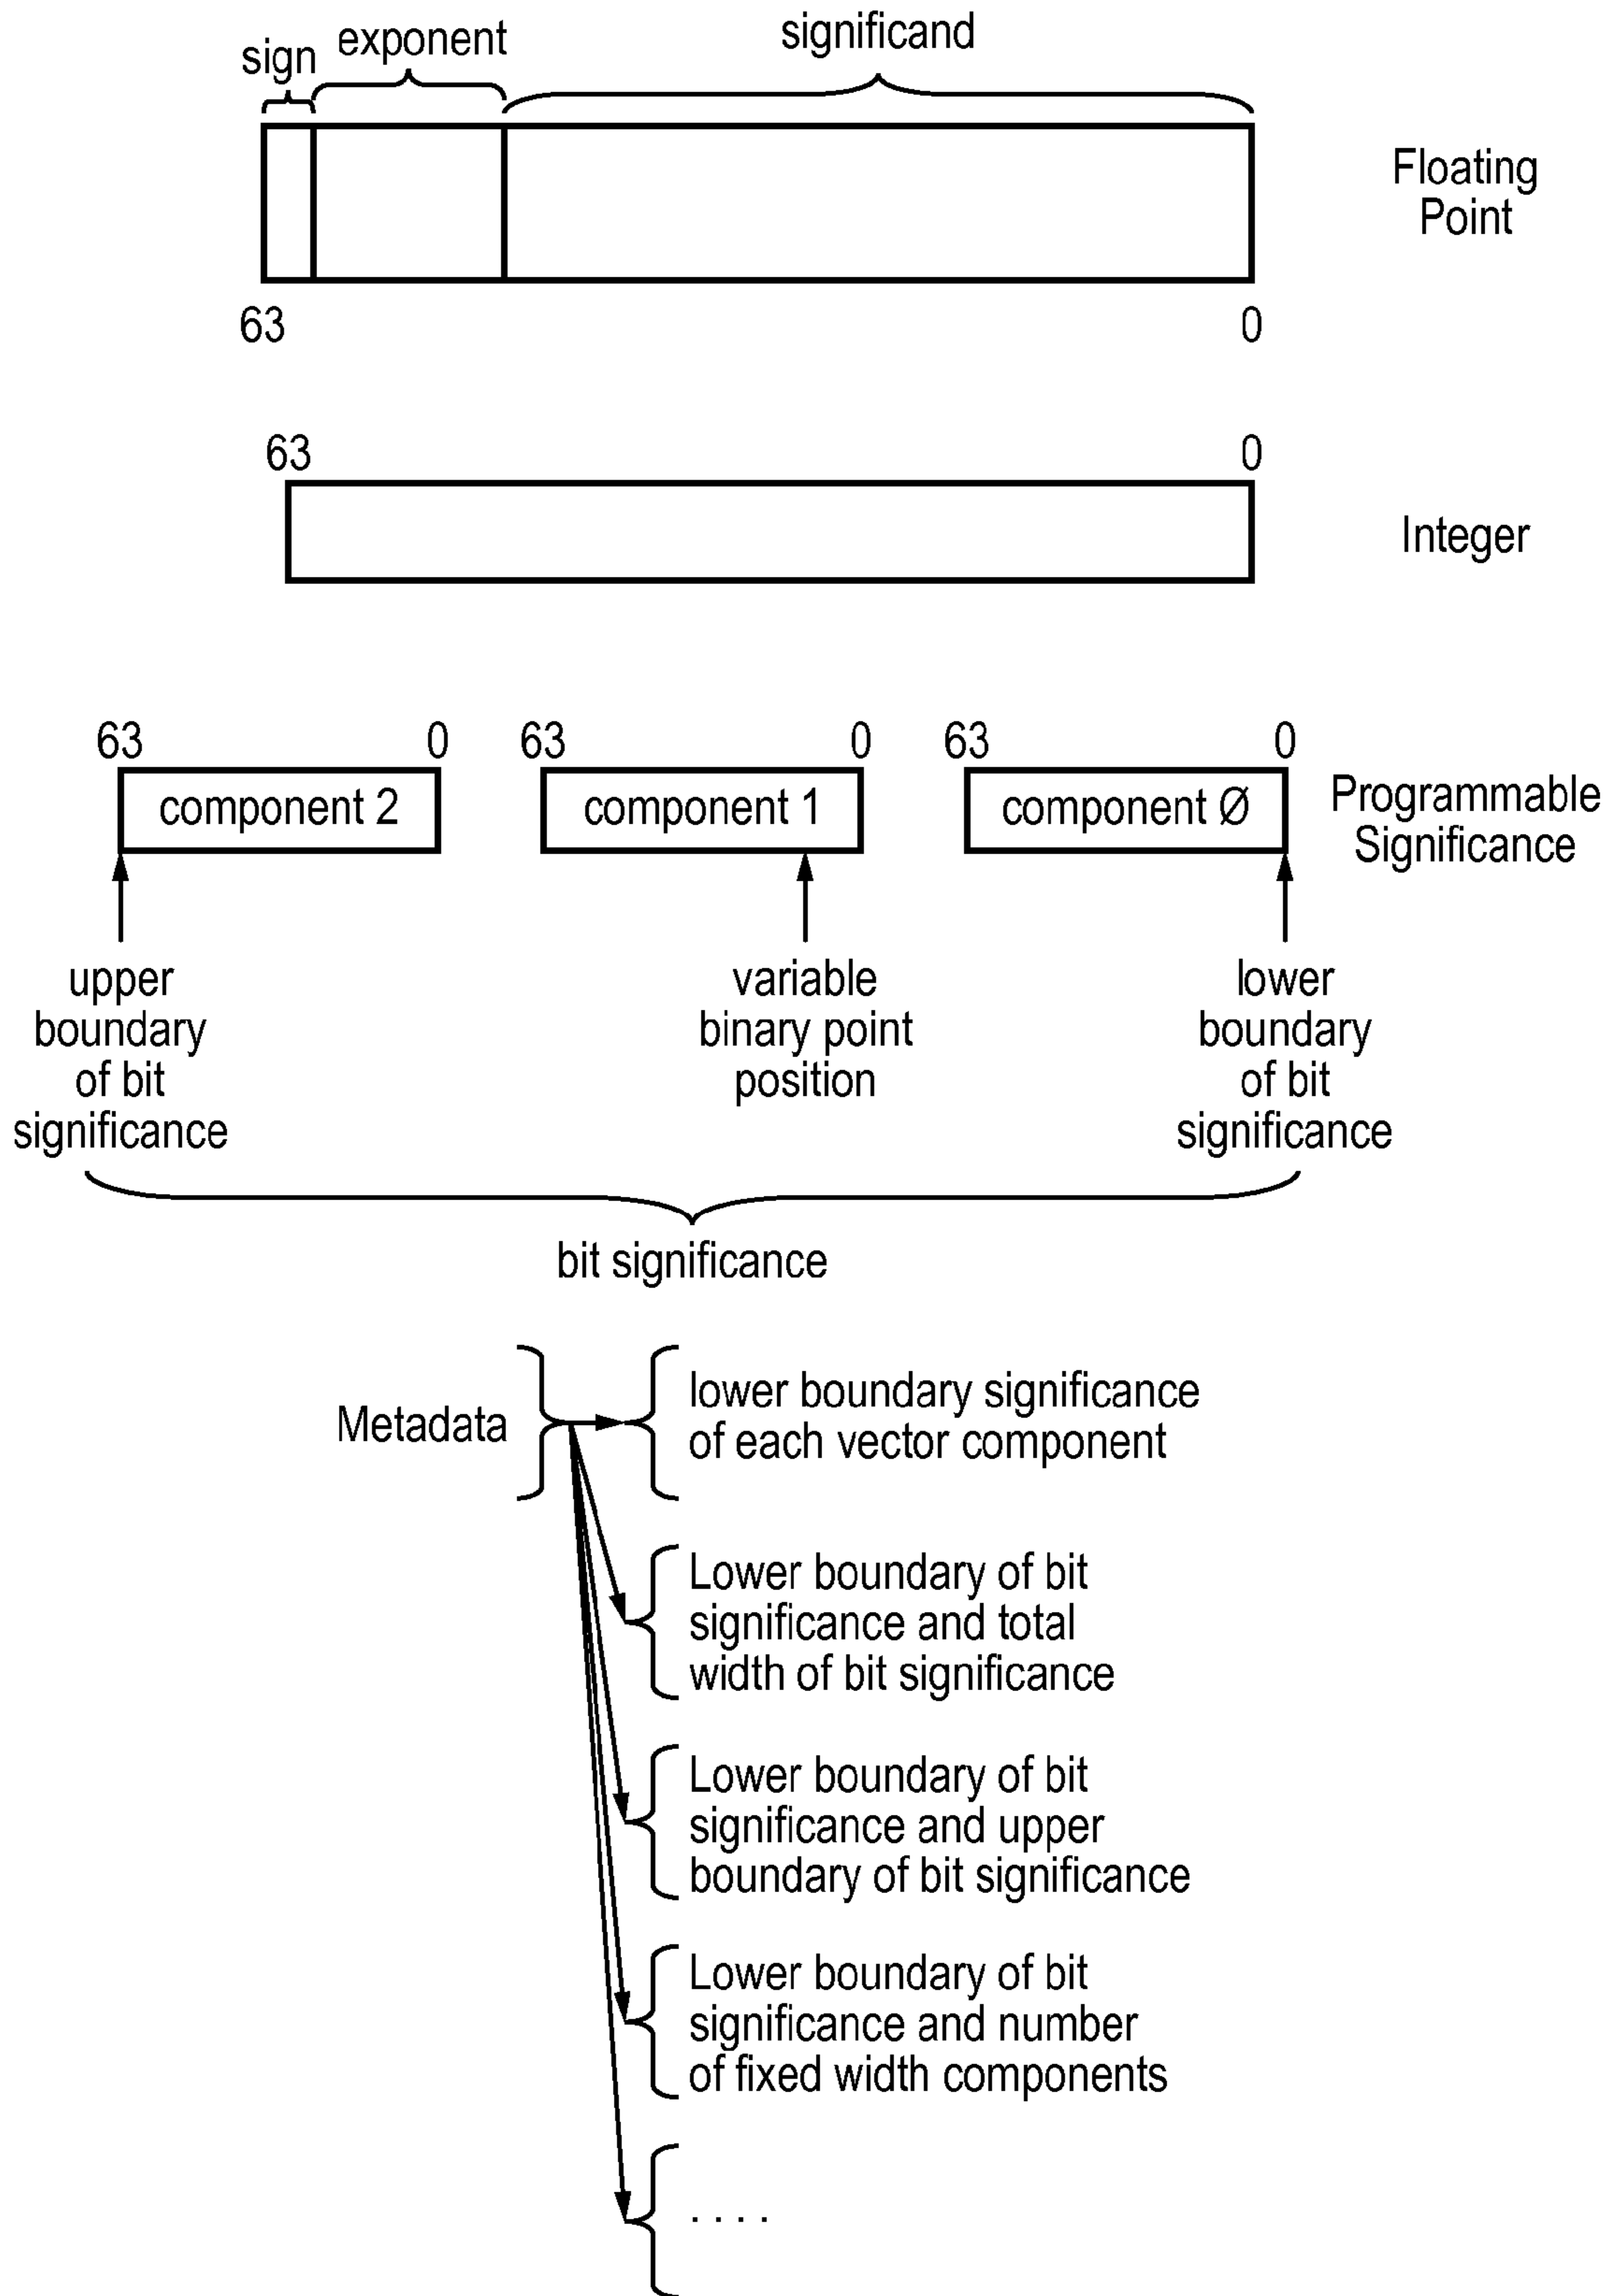 sign exponent significand
Floating
Point
63 0
63 0
Integer
63 0 63 0 63 0
component 2 component 1 component Ø
Programmable
Significance
upper
boundary
of bit
significance
variable
binary point
position
lower
boundary
of bit
significance
bit significance
Metadata
lower boundary significance
of each vector component
Lower boundary of bit
significance and total
width of bit significance
Lower boundary of bit
significance and upper
boundary of bit significance
Lower boundary of bit
significance and number
of fixed width components
. . . .